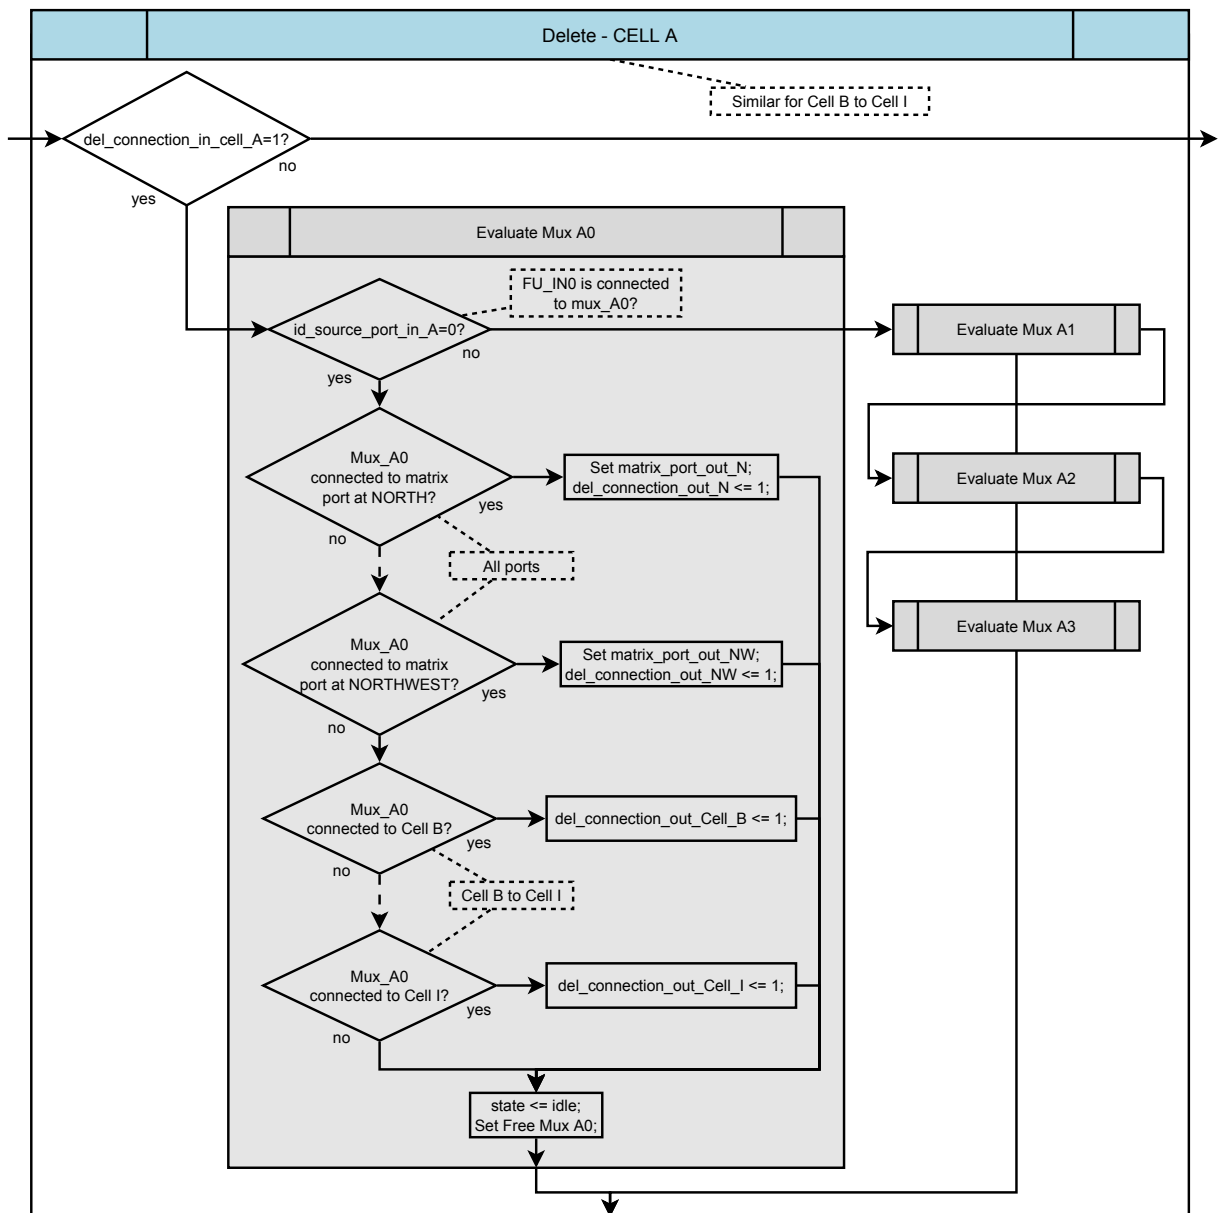 Delete - CELL A
Similar for Cell B to Cell I
del_connection_in_cell_A=1?
no
yes
Evaluate Mux A0
FU_IN0 is connected
to mux_A0?
id_source_port_in_A=0?
no
yes
Evaluate Mux A1
Mux_A0
connected to matrix
port at NORTH?
yes
no
Set matrix_port_out_N;
del_connection_out_N <= 1;
Evaluate Mux A2
All ports
Mux_A0
connected to matrix
port at NORTHWEST?
yes
no
Set matrix_port_out_NW;
del_connection_out_NW <= 1;
Evaluate Mux A3
Mux_A0
connected to Cell B?
yes
no
del_connection_out_Cell_B <= 1;
Cell B to Cell I
Mux_A0
connected to Cell I?
yes
no
del_connection_out_Cell_I <= 1;
state <= idle;
Set Free Mux A0;